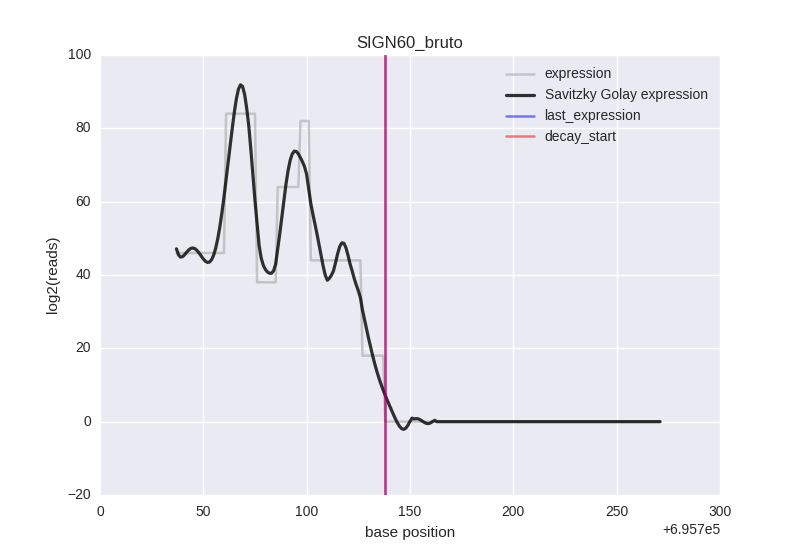 SIGN60_bruto
100
80
60
40
20
0
−20
log2(reads)
expression
Savitzky Golay expression
last_expression
decay_start
0
50
100
150
200
250
300
+6.957e5
base position